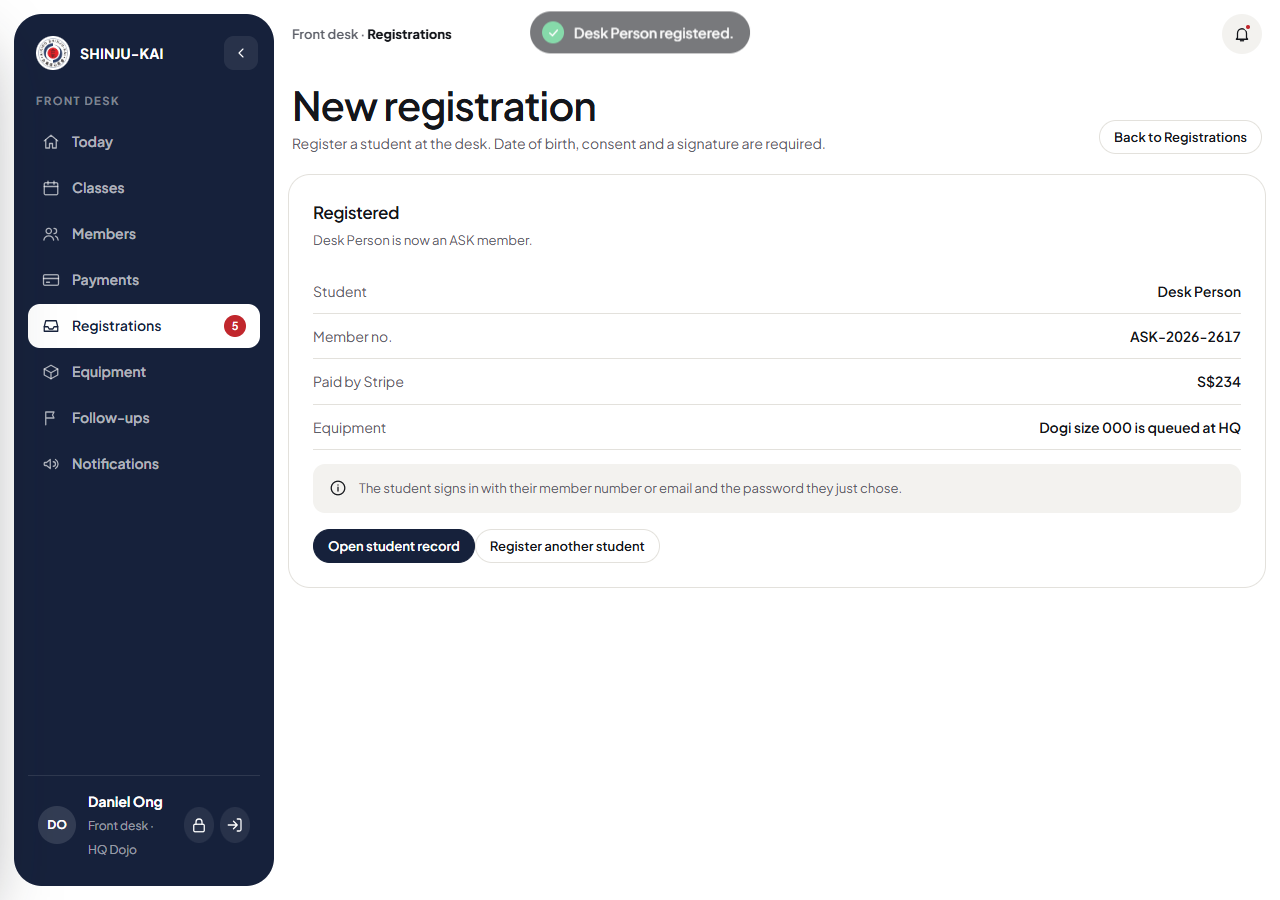 SHINJU-KAI
FRONT DESK
Today
Classes
Members
Payments
Registrations
5
Equipment
Follow-ups
Notifications
DO
Daniel Ong
Front desk ·
HQ Dojo
Front desk · Registrations
Desk Person registered.
New registration
Register a student at the desk. Date of birth, consent and a signature are required.
Back to Registrations
Registered
Desk Person is now an ASK member.
Student Desk Person
Member no. ASK-2026-2617
Paid by Stripe S$234
Equipment Dogi size 000 is queued at HQ
The student signs in with their member number or email and the password they just chose.
Open student record
Register another student